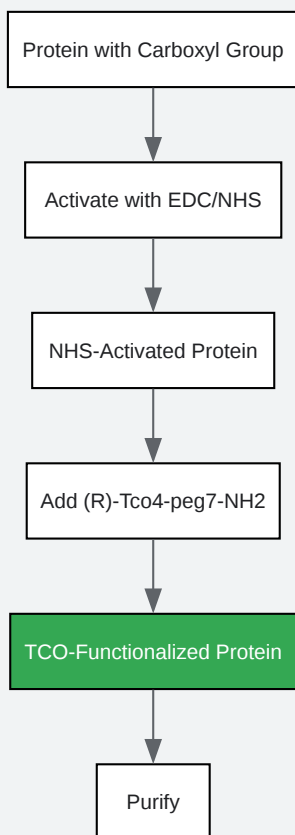 Protein with Carboxyl Group
Activate with EDC/NHS
NHS-Activated Protein
Add (R)-Tco4-peg7-NH2
TCO-Functionalized Protein
Purify